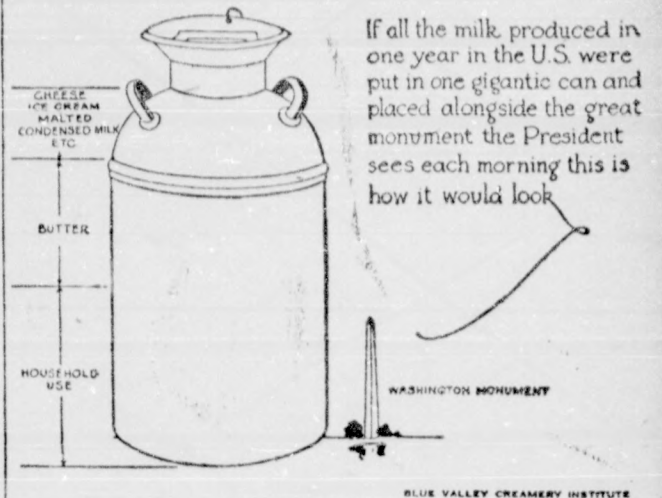 If all the milk produced in
one year in the U.S. were
put in one gigantic can and
placed alongside the great
monument the President
sees each morning this is
how it would look
CHEESE
ICE CREAM
MALTED
CONDENSED MILK
ETC
BUTTER
HOUSEHOLD
USE
WASHINGTON MONUMENT
BLUE VALLEY CREAMERY INSTITUTE